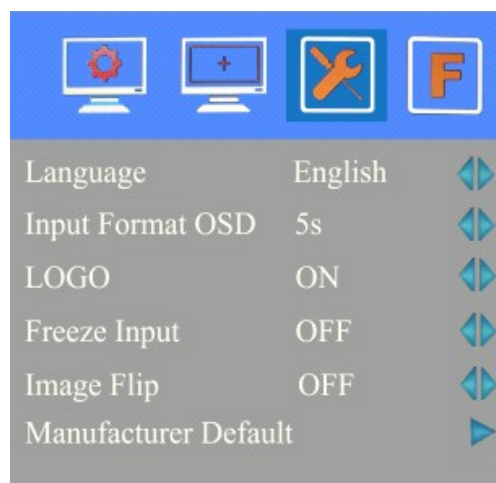 F
Language English
Input Format OSD 5s
LOGO ON
Freeze Input OFF
Image Flip OFF
Manufacturer Default